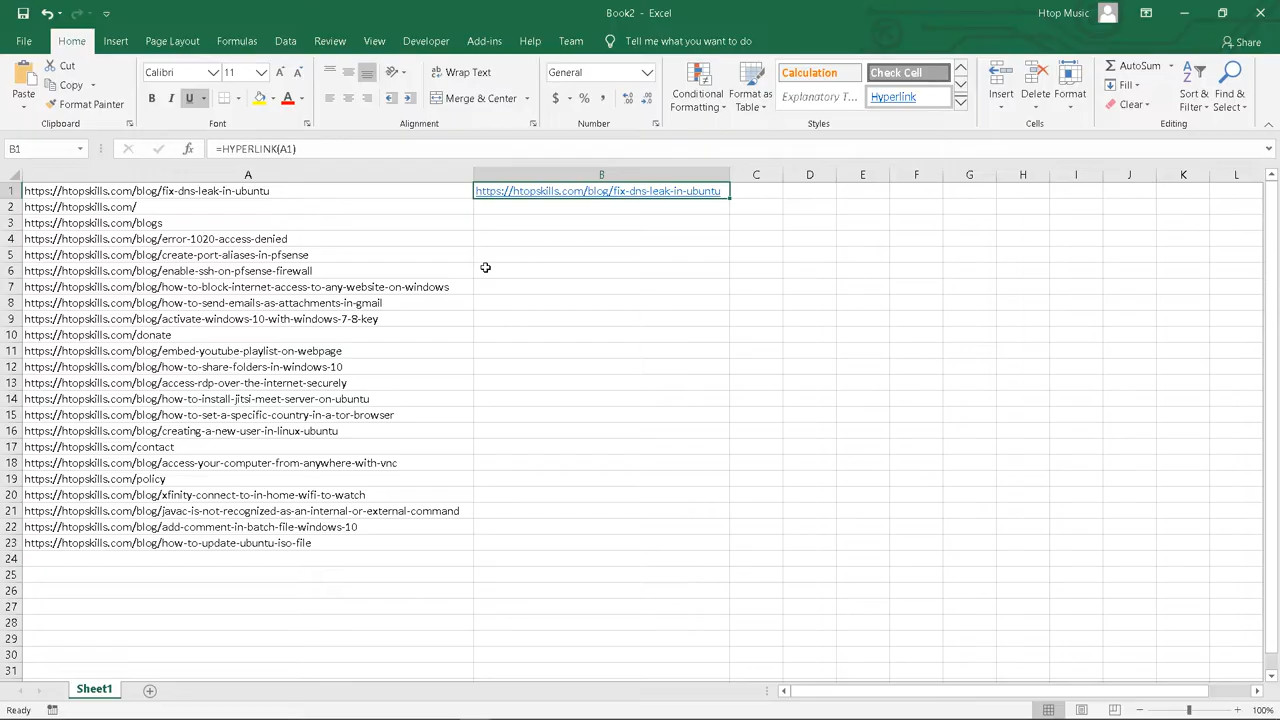 Book2 - Excel
Htop Music
File Home Insert Page Layout Formulas Data Review View Developer Add-ins Help Team Tell me what you want to do Share
Paste
Cut
Copy
Format Painter
Clipboard
Calibri 11
B I U
Font
Wrap Text
Merge & Center
Alignment
General
$ % ,
Number
Conditional Formatting
Format as Table
Calculation Check Cell
Explanatory T... Hyperlink
Styles
Insert Delete Format
Cells
AutoSum
Fill
Clear
Sort & Filter
Find & Select
Editing
B1 fx =HYPERLINK(A1)
A B C D E F G H I J K L
1 https://htopskills.com/blog/fix-dns-leak-in-ubuntu https://htopskills.com/blog/fix-dns-leak-in-ubuntu
2 https://htopskills.com/
3 https://htopskills.com/blogs
4 https://htopskills.com/blog/error-1020-access-denied
5 https://htopskills.com/blog/create-port-aliases-in-pfsense
6 https://htopskills.com/blog/enable-ssh-on-pfsense-firewall
7 https://htopskills.com/blog/how-to-block-internet-access-to-any-website-on-windows
8 https://htopskills.com/blog/how-to-send-emails-as-attachments-in-gmail
9 https://htopskills.com/blog/activate-windows-10-with-windows-7-8-key
10 https://htopskills.com/donate
11 https://htopskills.com/blog/embed-youtube-playlist-on-webpage
12 https://htopskills.com/blog/how-to-share-folders-in-windows-10
13 https://htopskills.com/blog/access-rdp-over-the-internet-securely
14 https://htopskills.com/blog/how-to-install-jitsi-meet-server-on-ubuntu
15 https://htopskills.com/blog/how-to-set-a-specific-country-in-a-tor-browser
16 https://htopskills.com/blog/creating-a-new-user-in-linux-ubuntu
17 https://htopskills.com/contact
18 https://htopskills.com/blog/access-your-computer-from-anywhere-with-vnc
19 https://htopskills.com/policy
20 https://htopskills.com/blog/xfinity-connect-to-in-home-wifi-to-watch
21 https://htopskills.com/blog/javac-is-not-recognized-as-an-internal-or-external-command
22 https://htopskills.com/blog/add-comment-in-batch-file-windows-10
23 https://htopskills.com/blog/how-to-update-ubuntu-iso-file
24
25
26
27
28
29
30
31
Sheet1
Ready
100%